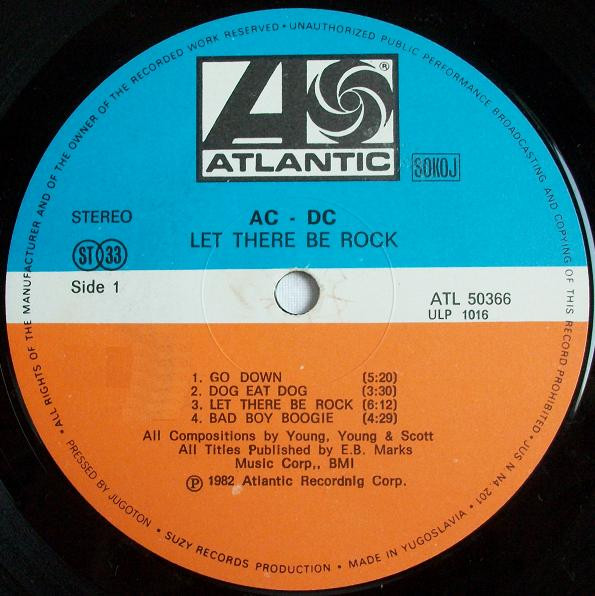 • ALL RIGHTS OF THE MANUFACTURER AND OF THE OWNER OF THE RECORDED WORK RESERVED • UNAUTHORIZED PUBLIC PERFORMANCE BROADCASTING AND COPYING OF THIS RECORD PROHIBITED • JUS N N4. 201 •
®
ATLANTIC
SOKOJ
STEREO
AC - DC
LET THERE BE ROCK
ST 33
Side 1
ATL 50366
ULP 1016
1. GO DOWN (5:20)
2. DOG EAT DOG (3:30)
3. LET THERE BE ROCK (6:12)
4. BAD BOY BOOGIE (4:29)
All Compositions by Young, Young & Scott
All Titles Published by E.B. Marks
Music Corp,, BMI
Ⓟ 1982 Atlantic Recordnig Corp.
PRESSED BY JUGOTON • SUZY RECORDS PRODUCTION • MADE IN YUGOSLAVIA •